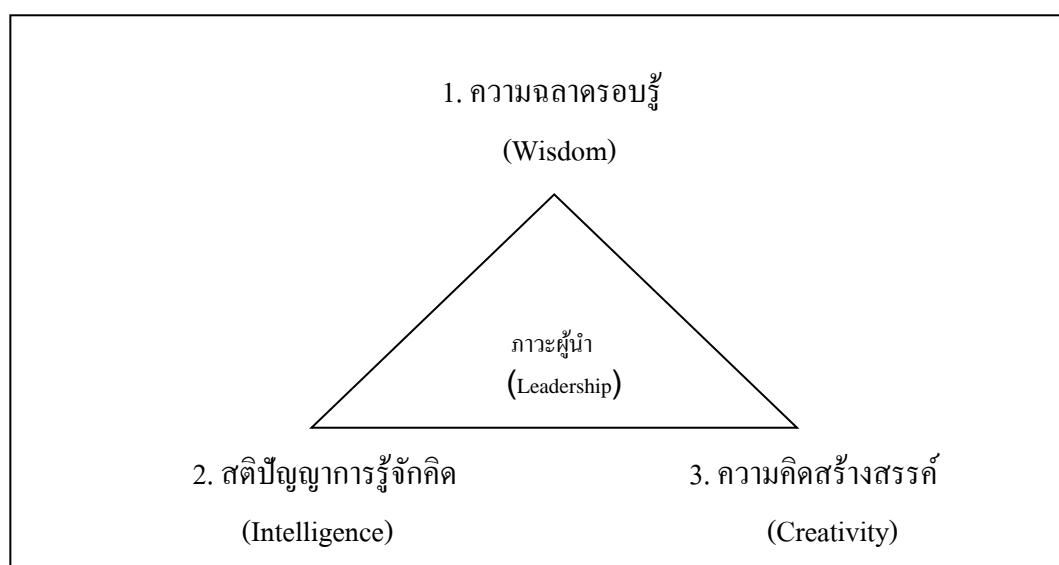 1. ความฉลาดรอบรู้
(Wisdom)
ภาวะผู้นำ
(Leadership)
2. สติปัญญาการรู้จักคิด
(Intelligence)
3. ความคิดสร้างสรรค์
(Creativity)